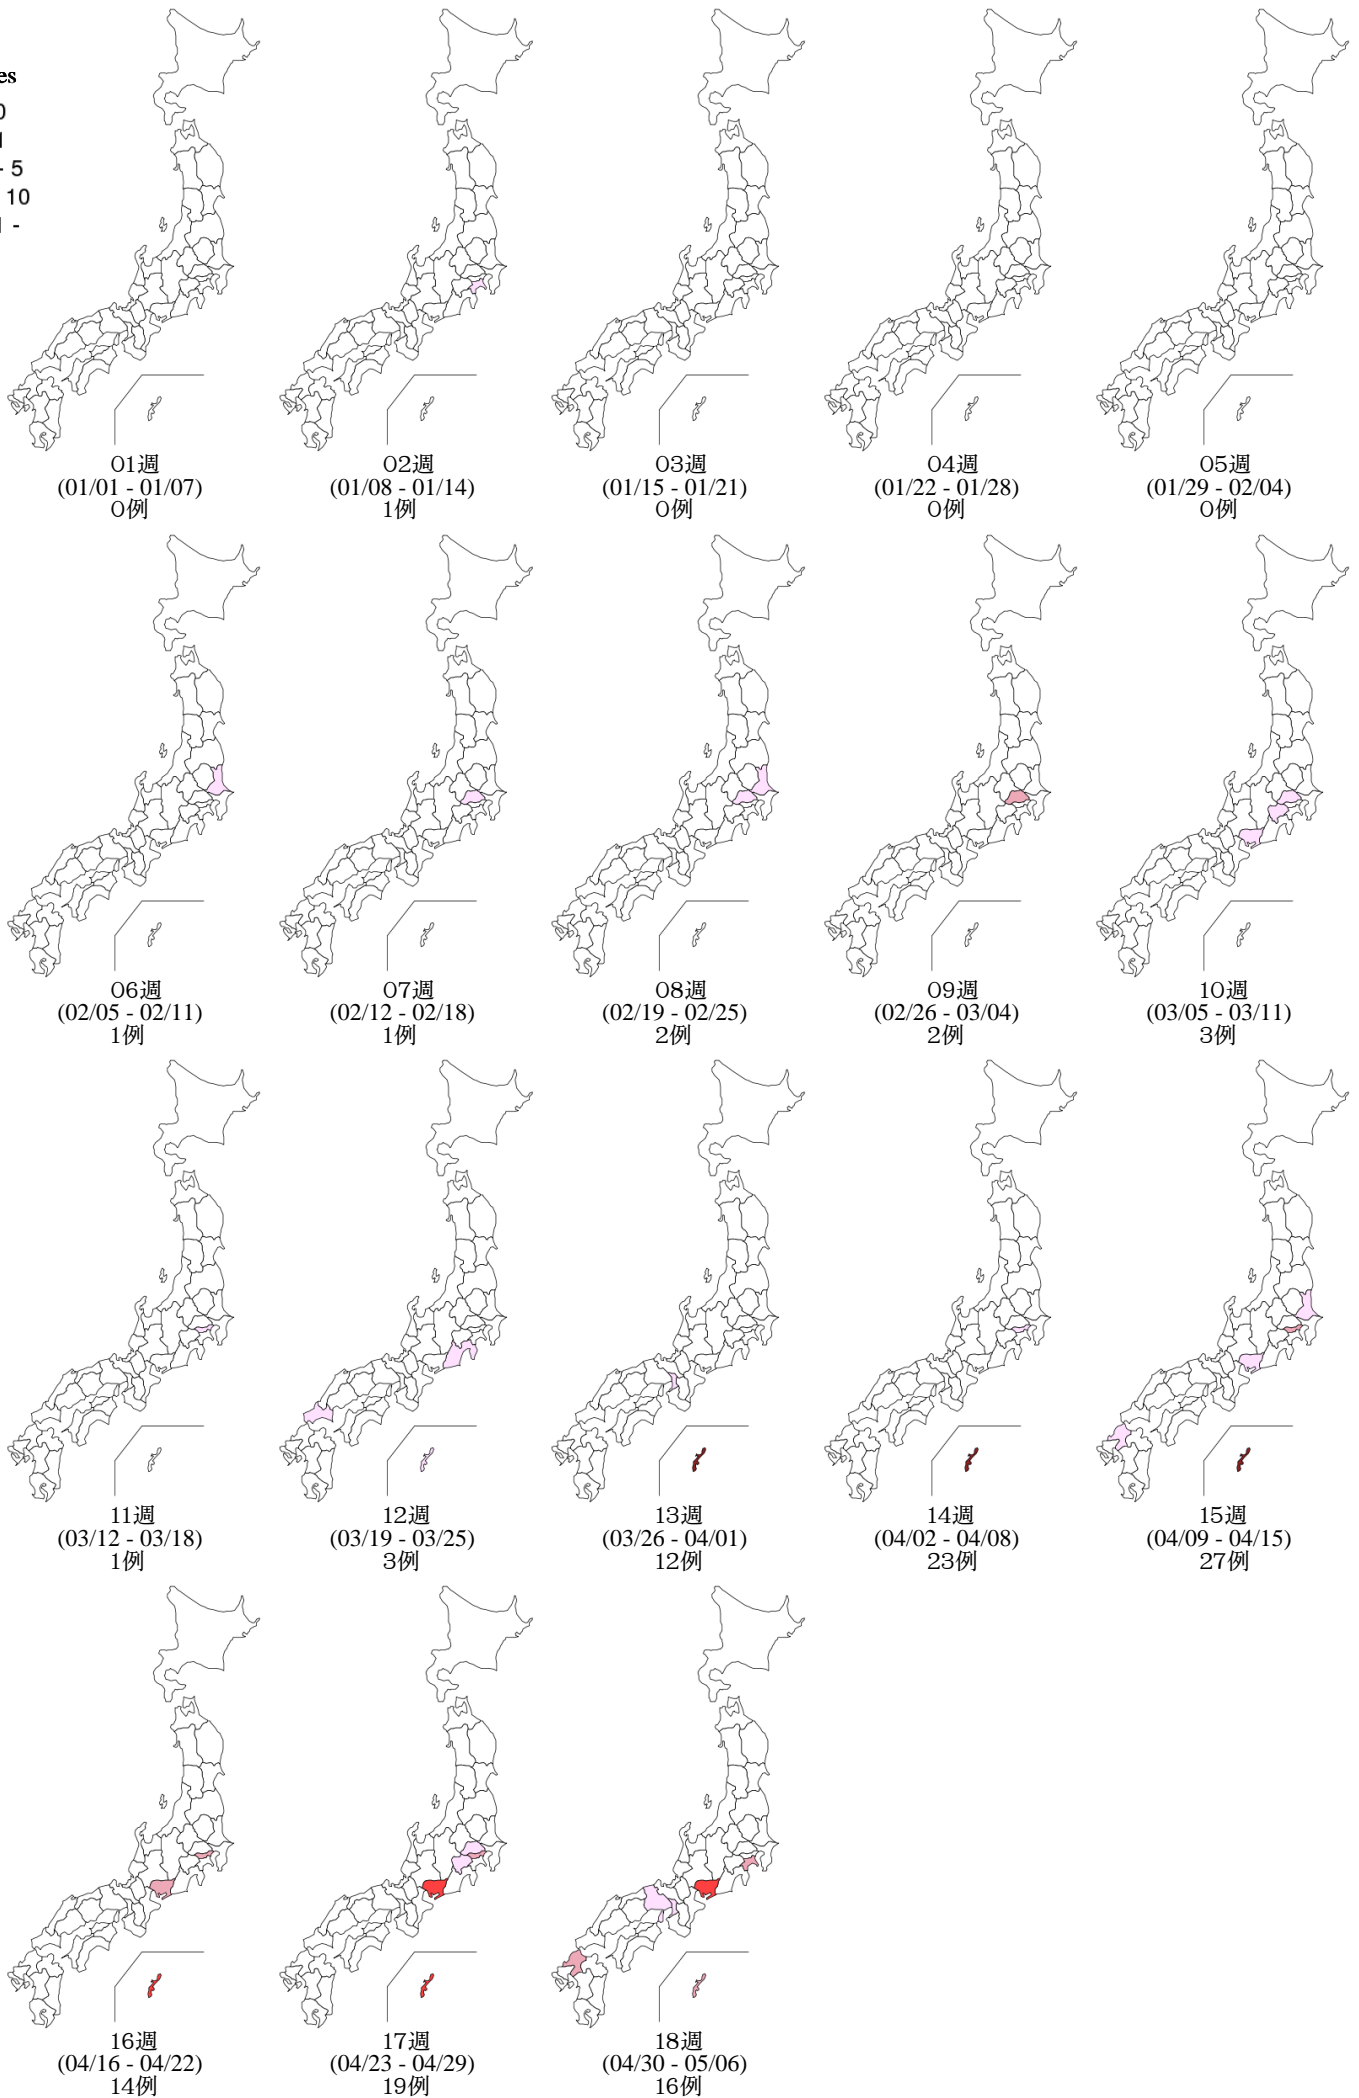 es
0
1
- 5
10
1 -
01週
(01/01 - 01/07)
0例
02週
(01/08 - 01/14)
1例
03週
(01/15 - 01/21)
0例
04週
(01/22 - 01/28)
0例
05週
(01/29 - 02/04)
0例
06週
(02/05 - 02/11)
1例
07週
(02/12 - 02/18)
1例
08週
(02/19 - 02/25)
2例
09週
(02/26 - 03/04)
2例
10週
(03/05 - 03/11)
3例
11週
(03/12 - 03/18)
1例
12週
(03/19 - 03/25)
3例
13週
(03/26 - 04/01)
12例
14週
(04/02 - 04/08)
23例
15週
(04/09 - 04/15)
27例
16週
(04/16 - 04/22)
14例
17週
(04/23 - 04/29)
19例
18週
(04/30 - 05/06)
16例